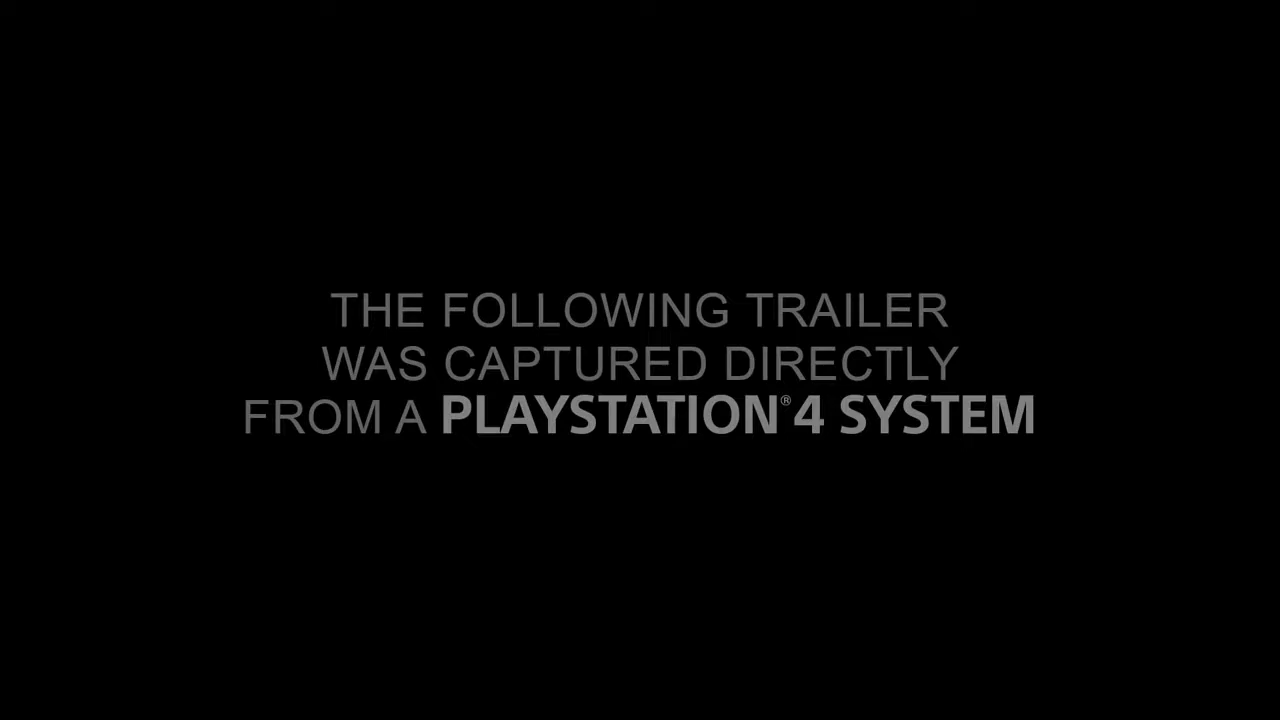 THE FOLLOWING TRAILER
WAS CAPTURED DIRECTLY
FROM A PLAYSTATION®4 SYSTEM